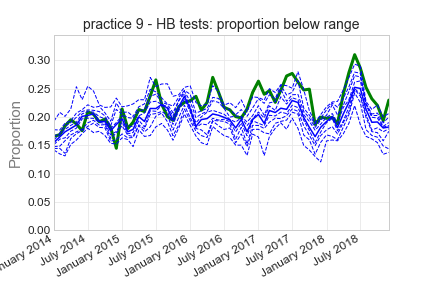 practice 9 - HB tests: proportion below range
Proportion
0.30
0.25
0.20
0.15
0.10
0.05
0.00
nuary 2014
July 2014
January 2015
July 2015
January 2016
July 2016
January 2017
July 2017
January 2018
July 2018